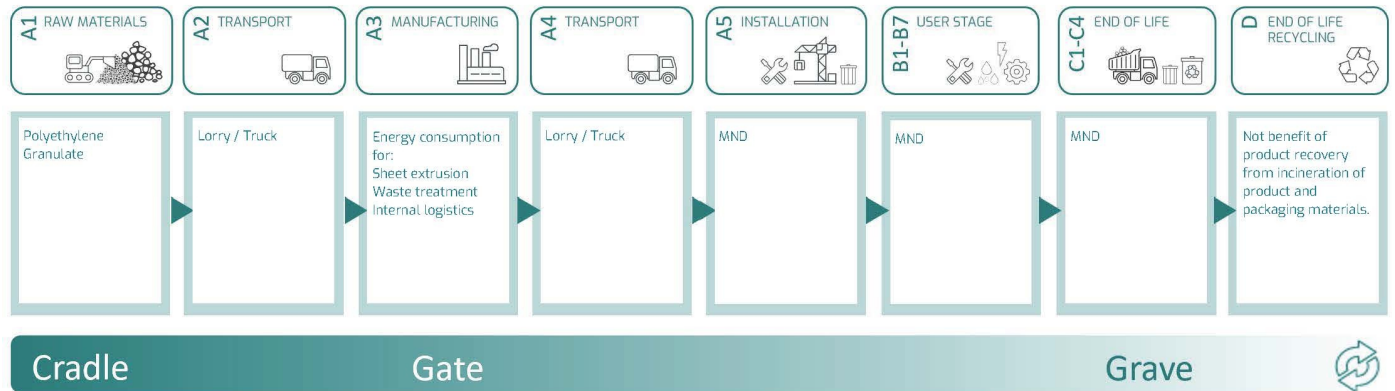 A1 RAW MATERIALS
A2 TRANSPORT
A3 MANUFACTURING
A4 TRANSPORT
A5 INSTALLATION
B1-B7 USER STAGE
C1-C4 END OF LIFE
D END OF LIFE
RECYCLING
Polyethylene
Granulate
Lorry / Truck
Energy consumption
for:
Sheet extrusion
Waste treatment
Internal logistics
Lorry / Truck
MND
MND
MND
Not benefit of
product recovery
from incineration of
product and
packaging materials.
Cradle
Gate
Grave